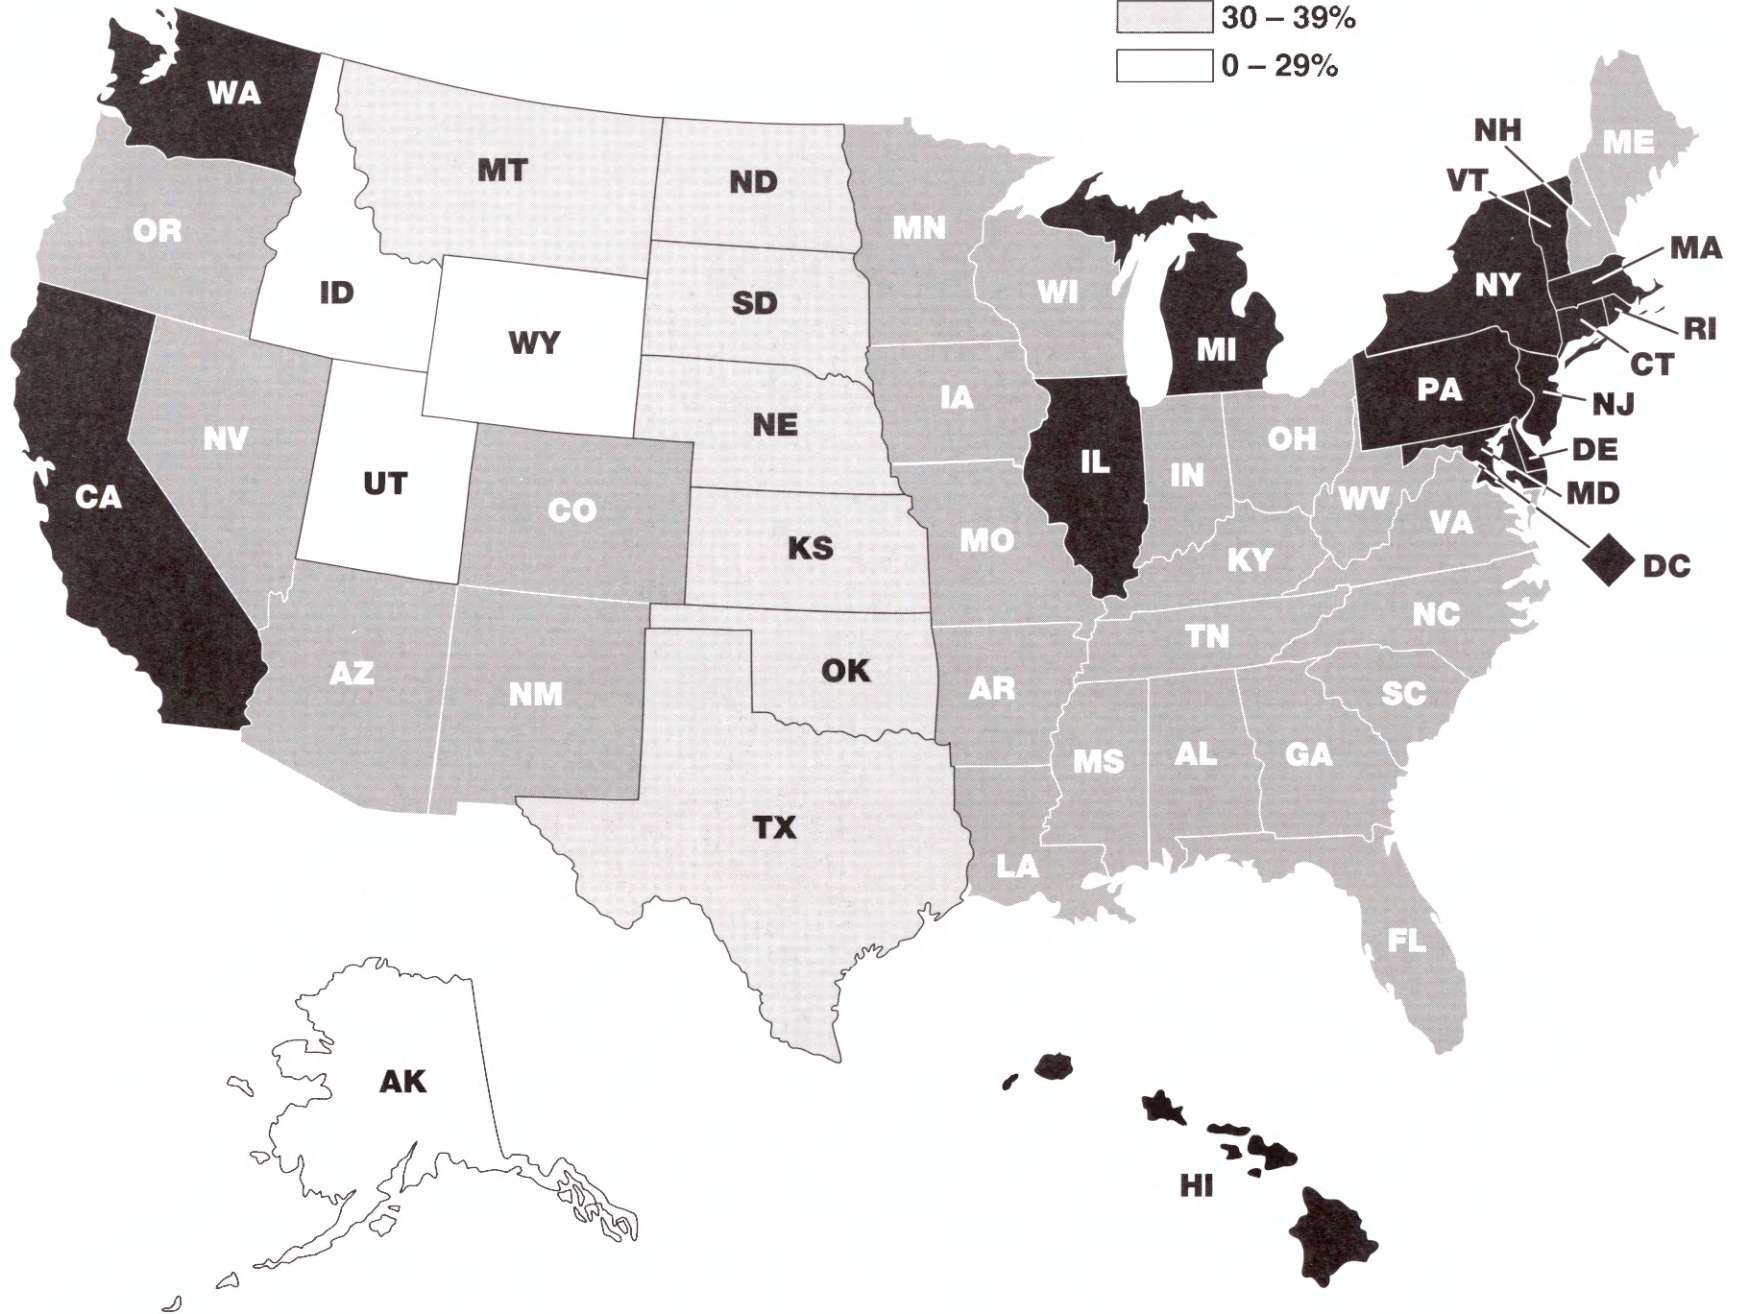 30 – 39%
0 – 29%
WA
NH
ME
MT
ND
VT
OR
MN
MA
ID
SD
WI
NY
RI
WY
MI
CT
NE
IA
PA
NJ
NV
OH
DE
UT
IL
IN
CA
CO
WV
MD
KS
MO
VA
KY
DC
NC
TN
AZ
OK
NM
AR
SC
MS
AL
GA
TX
LA
FL
AK
HI